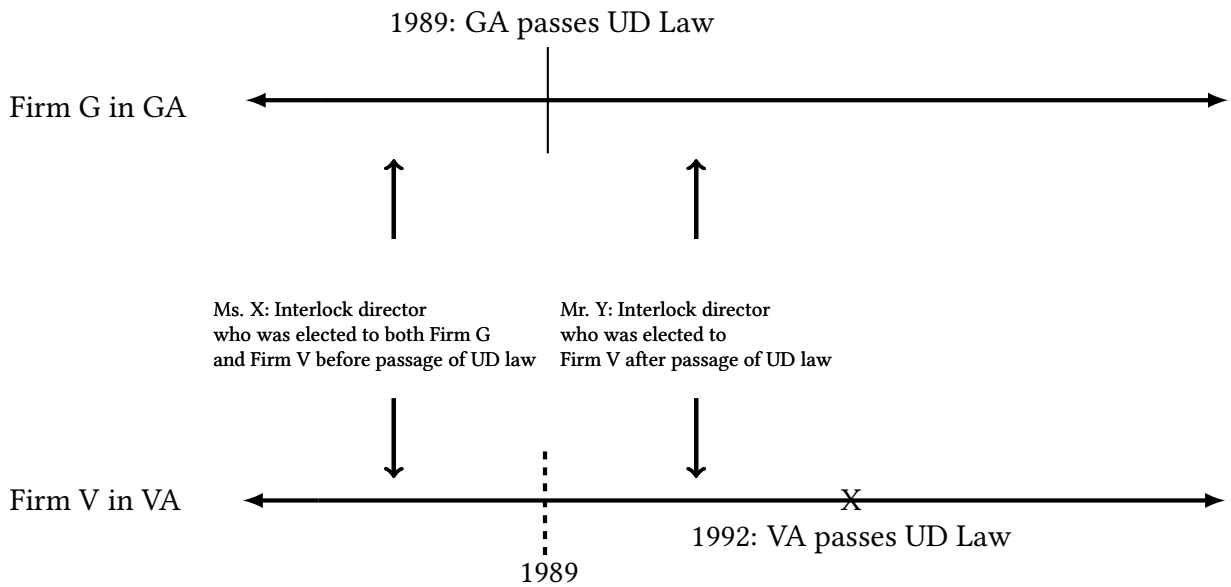 1989: GA passes UD Law
Firm G in GA
Ms. X: Interlock director
who was elected to both Firm G
and Firm V before passage of UD law
Mr. Y: Interlock director
who was elected to
Firm V after passage of UD law
Firm V in VA
X
1992: VA passes UD Law
1989